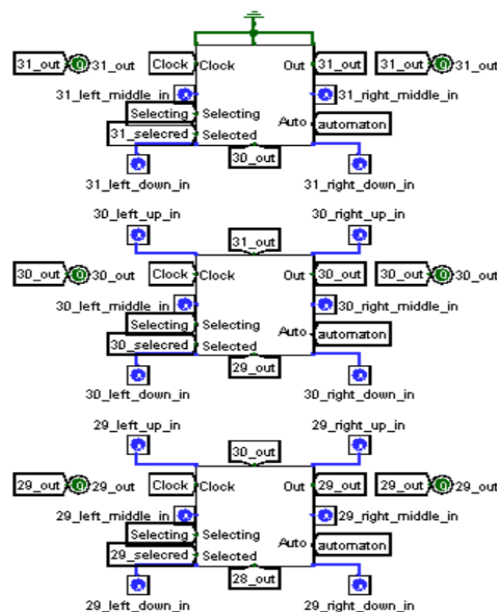 31_out 31_out Clock Clock Out 31_out 31_out 31_out
31_left_middle_in 31_right_middle_in
Selecting Selecting
Auto automaton
31_selecred Selected
30_out
31_left_down_in 31_right_down_in
30_left_up_in 30_right_up_in
31_out
30_out 30_out Clock Clock Out 30_out 30_out 30_out
30_left_middle_in 30_right_middle_in
Selecting Selecting
Auto automaton
30_selecred Selected
29_out
30_left_down_in 30_right_down_in
29_left_up_in 29_right_up_in
30_out
29_out 29_out Clock Clock Out 29_out 29_out 29_out
29_left_middle_in 29_right_middle_in
Selecting Selecting
Auto automaton
29_selecred Selected
28_out
29_left_down_in 29_right_down_in